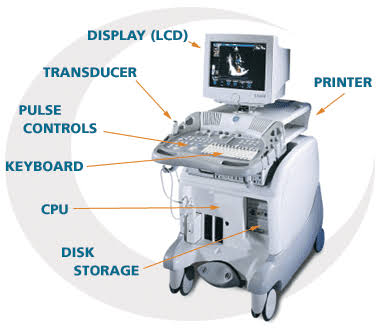 DISPLAY (LCD)
TRANSDUCER
PRINTER
PULSE
CONTROLS
KEYBOARD
CPU
DISK
STORAGE